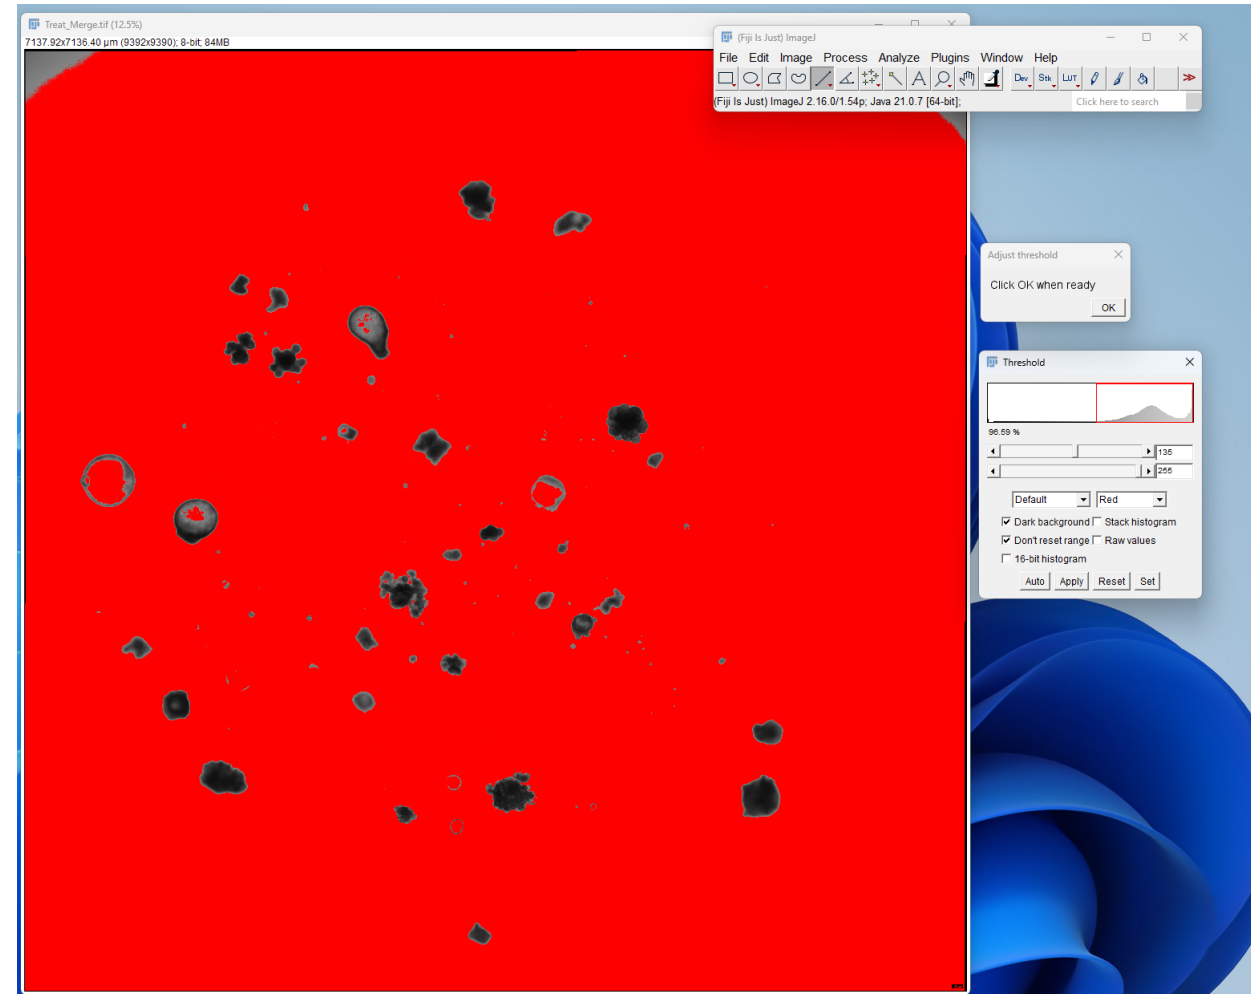 Treat_Merge.tif (12.5%)
7137.92x7136.40 µm (9392x9390); 8-bit; 84MB
(Fiji Is Just) ImageJ
File Edit Image Process Analyze Plugins Window Help
A Dev Stk LUT >>
(Fiji Is Just) ImageJ 2.16.0/1.54p; Java 21.0.7 [64-bit];
Click here to search
Adjust threshold
Click OK when ready
OK
Threshold
96.59 %
135
255
Default Red
Dark background Stack histogram
Don't reset range Raw values
16-bit histogram
Auto Apply Reset Set